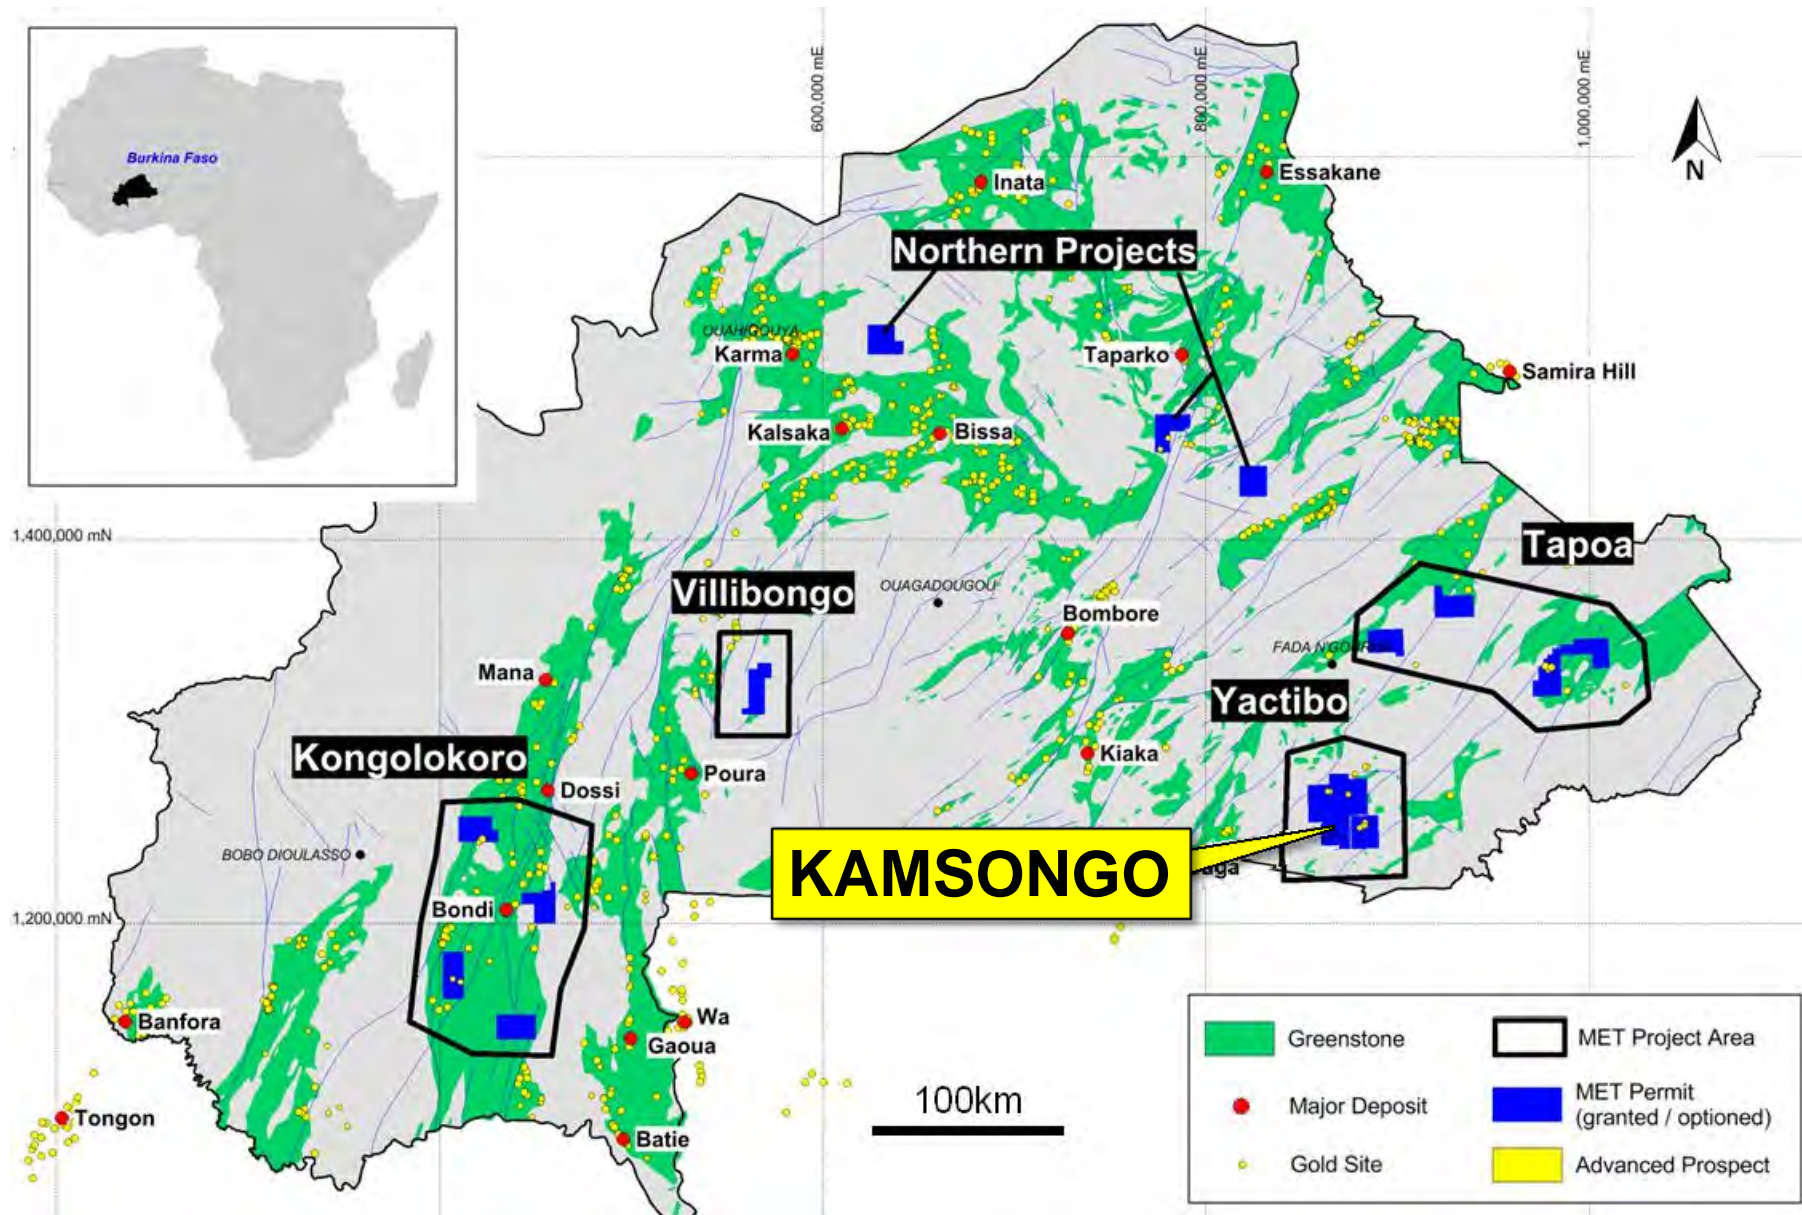 Burkina Faso
600,000 mE
800,000 mE
1,000,000 mE
N
Inata
Essakane
Northern Projects
OUAHIGOUYA
Karma
Taparko
Samira Hill
Kalsaka
Bissa
1,400,000 mN
Tapoa
Villibongo
OUAGADOUGOU
Bombore
FADA N'GOURMA
Mana
Yactibo
Kongolokoro
Kiaka
Poura
Dossi
BOBO DIOULASSO
KAMSONGO
Bondi
1,200,000 mN
Banfora
Wa
Gaoua
Tongon
Batie
100km
Greenstone
MET Project Area
Major Deposit
MET Permit
(granted / optioned)
Gold Site
Advanced Prospect